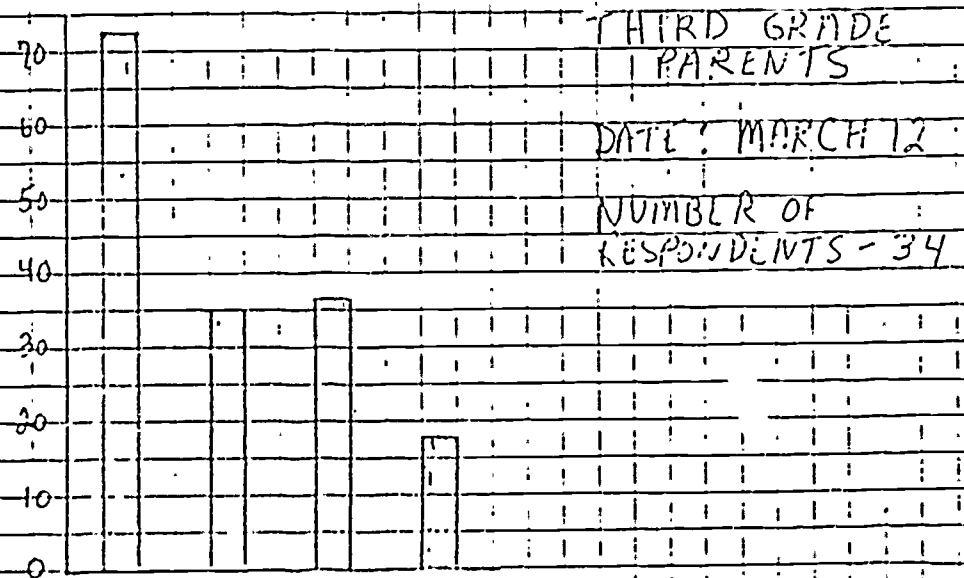 THIRD GRADE
PARENTS
DATE: MARCH 12
NUMBER OF
RESPONDENTS - 34
70
60
50
40
30
20
10
0